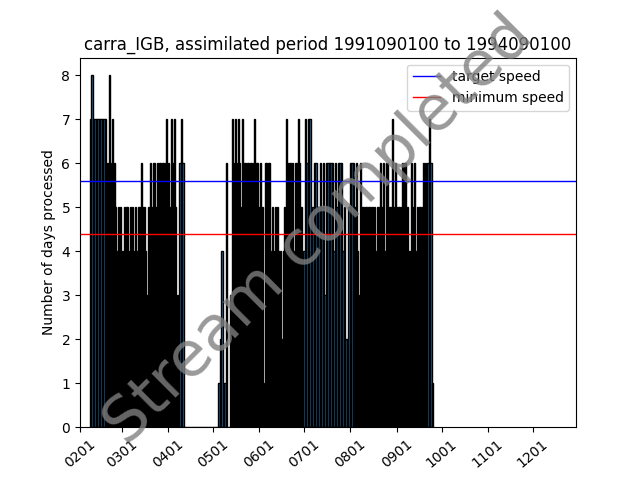 carra_IGB, assimilated period 1991090100 to 1994090100
target speed
minimum speed
Stream completed
Number of days processed
8
7
6
5
4
3
2
1
0
0201 0301 0401 0501 0601 0701 0801 0901 1001 1101 1201